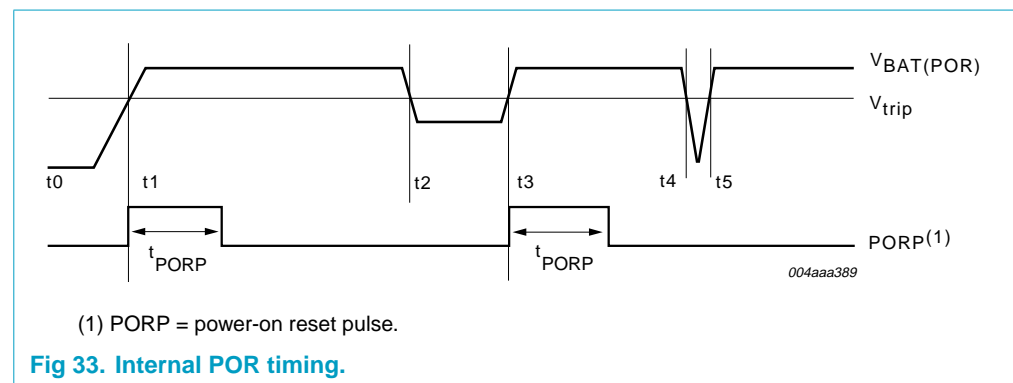 VBAT(POR)
Vtrip
t0 t1 t2 t3 t4 t5
PORP(1)
tPORP tPORP
004aaa389
(1) PORP = power-on reset pulse.
Fig 33. Internal POR timing.